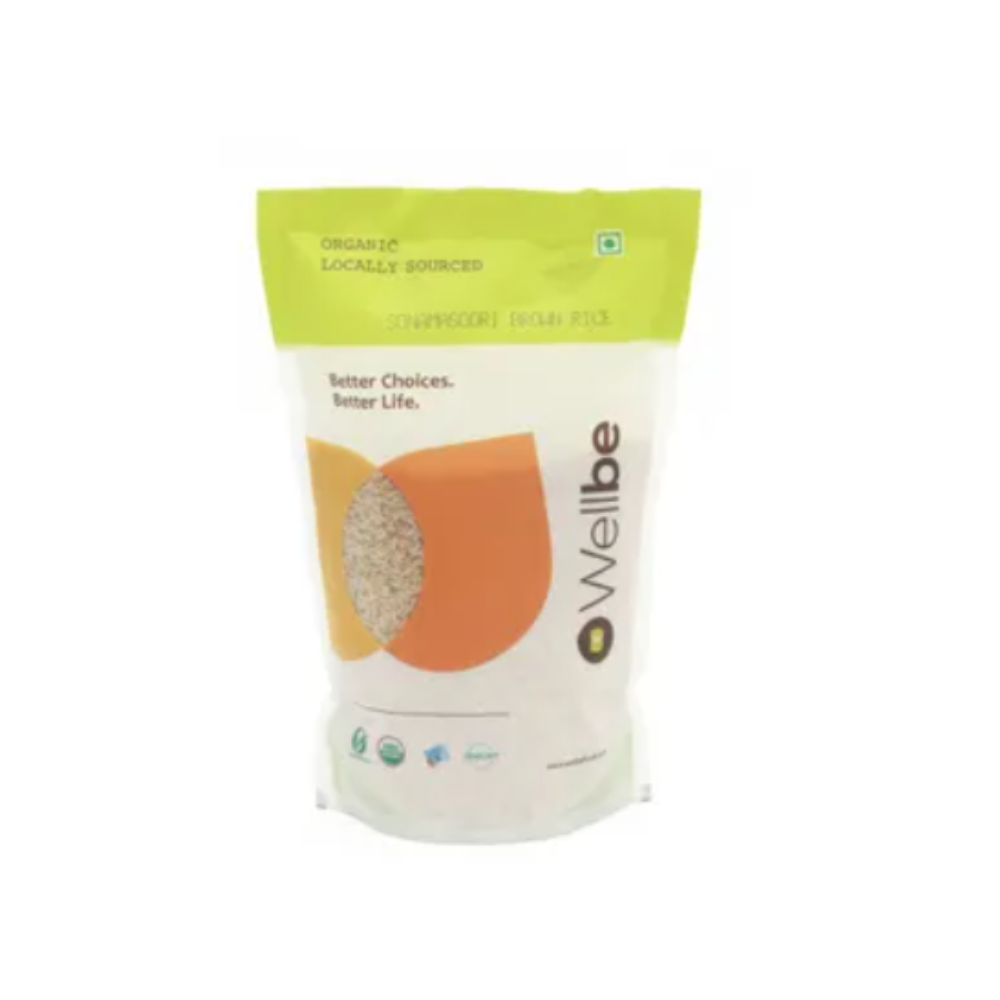 ORGANIC
LOCALLY SOURCED
SONAMASOORI BROWN RICE
Better Choices.
Better Life.
Wellbe